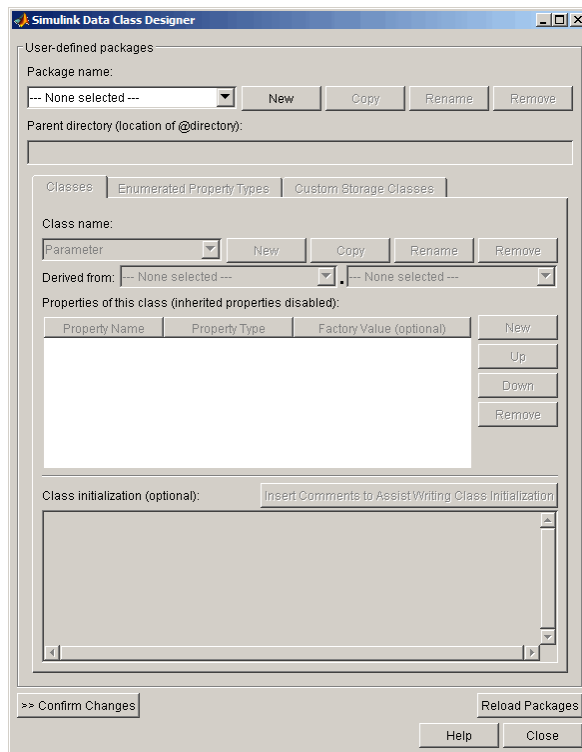 Simulink Data Class Designer
User-defined packages
Package name:
--- None selected --- New Copy Rename Remove
Parent directory (location of @directory):
Classes Enumerated Property Types Custom Storage Classes
Class name:
Parameter New Copy Rename Remove
Derived from: --- None selected --- . --- None selected ---
Properties of this class (inherited properties disabled):
Property Name Property Type Factory Value (optional) New
Up
Down
Remove
Class initialization (optional): Insert Comments to Assist Writing Class Initialization
>> Confirm Changes Reload Packages
Help Close